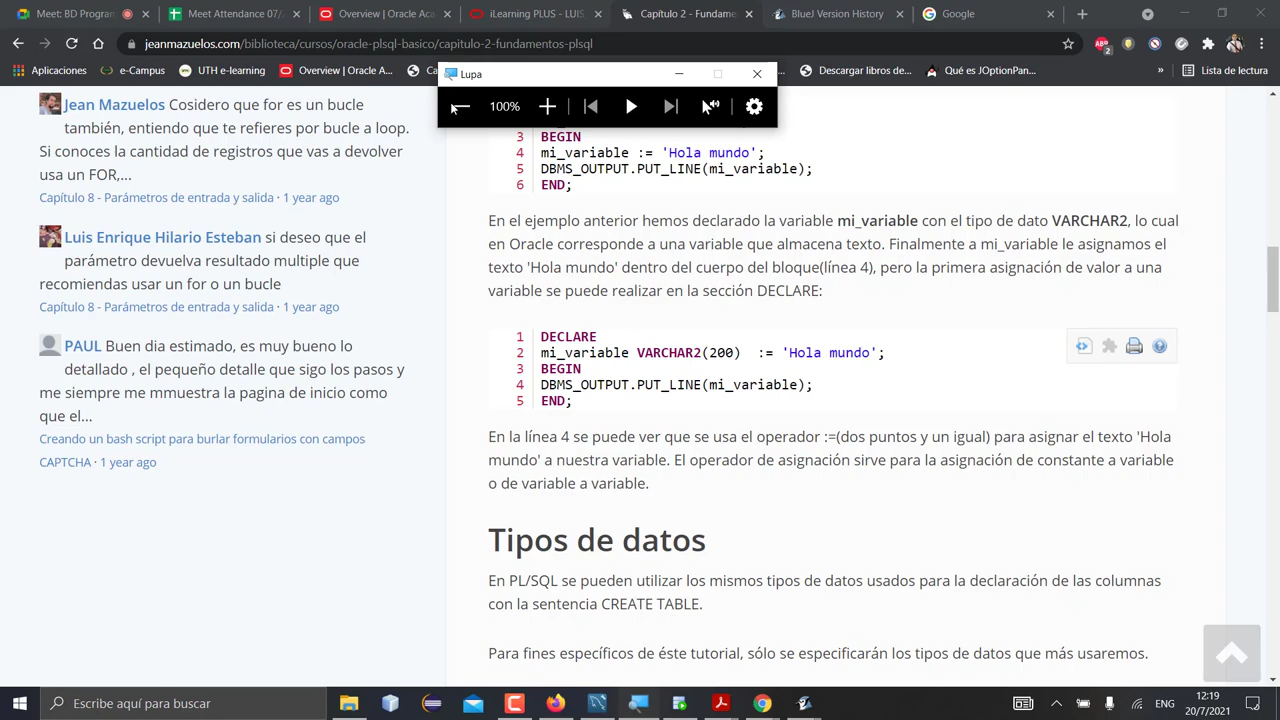 Meet: BD Program
Meet Attendance 07/
Overview | Oracle Aca
iLearning PLUS - LUIS
Capítulo 2 - Fundame
BlueJ Version History
Google
jeanmazuelos.com/biblioteca/cursos/oracle-plsql-basico/capitulo-2-fundamentos-plsql
2
Aplicaciones
e-Campus
UTH e-learning
Overview | Oracle A...
Co
Descargar libros de...
Qué es JOptionPan...
»
Lista de lectura
Lupa
100%
Jean Mazuelos Cosidero que for es un bucle
también, entiendo que te refieres por bucle a loop.
Si conoces la cantidad de registros que vas a devolver
usa un FOR,...
Capítulo 8 - Parámetros de entrada y salida · 1 year ago
Luis Enrique Hilario Esteban si deseo que el
parámetro devuelva resultado multiple que
recomiendas usar un for o un bucle
Capítulo 8 - Parámetros de entrada y salida · 1 year ago
PAUL Buen dia estimado, es muy bueno lo
detallado , el pequeño detalle que sigo los pasos y
me siempre me mmuestra la pagina de inicio como
que el...
Creando un bash script para burlar formularios con campos
CAPTCHA · 1 year ago
3 BEGIN
4 mi_variable := 'Hola mundo';
5 DBMS_OUTPUT.PUT_LINE(mi_variable);
6 END;
En el ejemplo anterior hemos declarado la variable mi_variable con el tipo de dato VARCHAR2, lo cual
en Oracle corresponde a una variable que almacena texto. Finalmente a mi_variable le asignamos el
texto 'Hola mundo' dentro del cuerpo del bloque(línea 4), pero la primera asignación de valor a una
variable se puede realizar en la sección DECLARE:
1 DECLARE
2 mi_variable VARCHAR2(200)  := 'Hola mundo';
3 BEGIN
4 DBMS_OUTPUT.PUT_LINE(mi_variable);
5 END;
En la línea 4 se puede ver que se usa el operador :=(dos puntos y un igual) para asignar el texto 'Hola
mundo' a nuestra variable. El operador de asignación sirve para la asignación de constante a variable
o de variable a variable.
Tipos de datos
En PL/SQL se pueden utilizar los mismos tipos de datos usados para la declaración de las columnas
con la sentencia CREATE TABLE.
Para fines específicos de éste tutorial, sólo se especificarán los tipos de datos que más usaremos.
Escribe aquí para buscar
ENG
12:19
20/7/2021